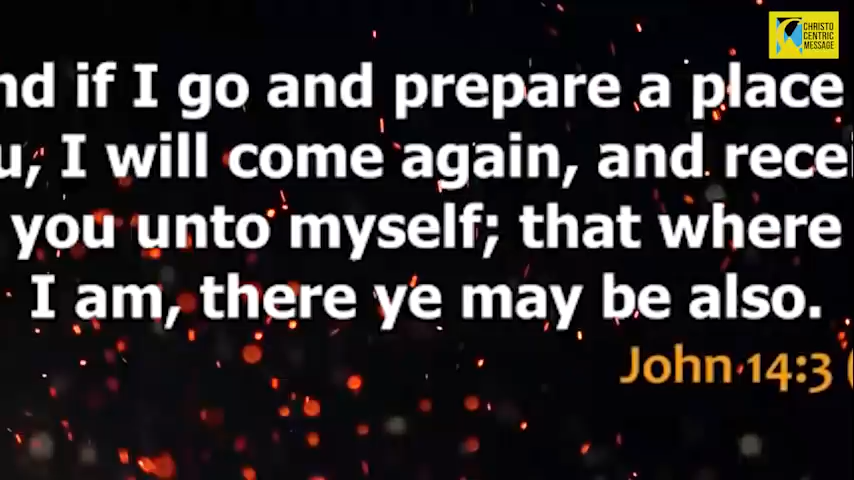 CHRISTO
CENTRIC
MESSAGE
nd if I go and prepare a place
u, I will come again, and recei
you unto myself; that where
I am, there ye may be also.
John 14:3 (